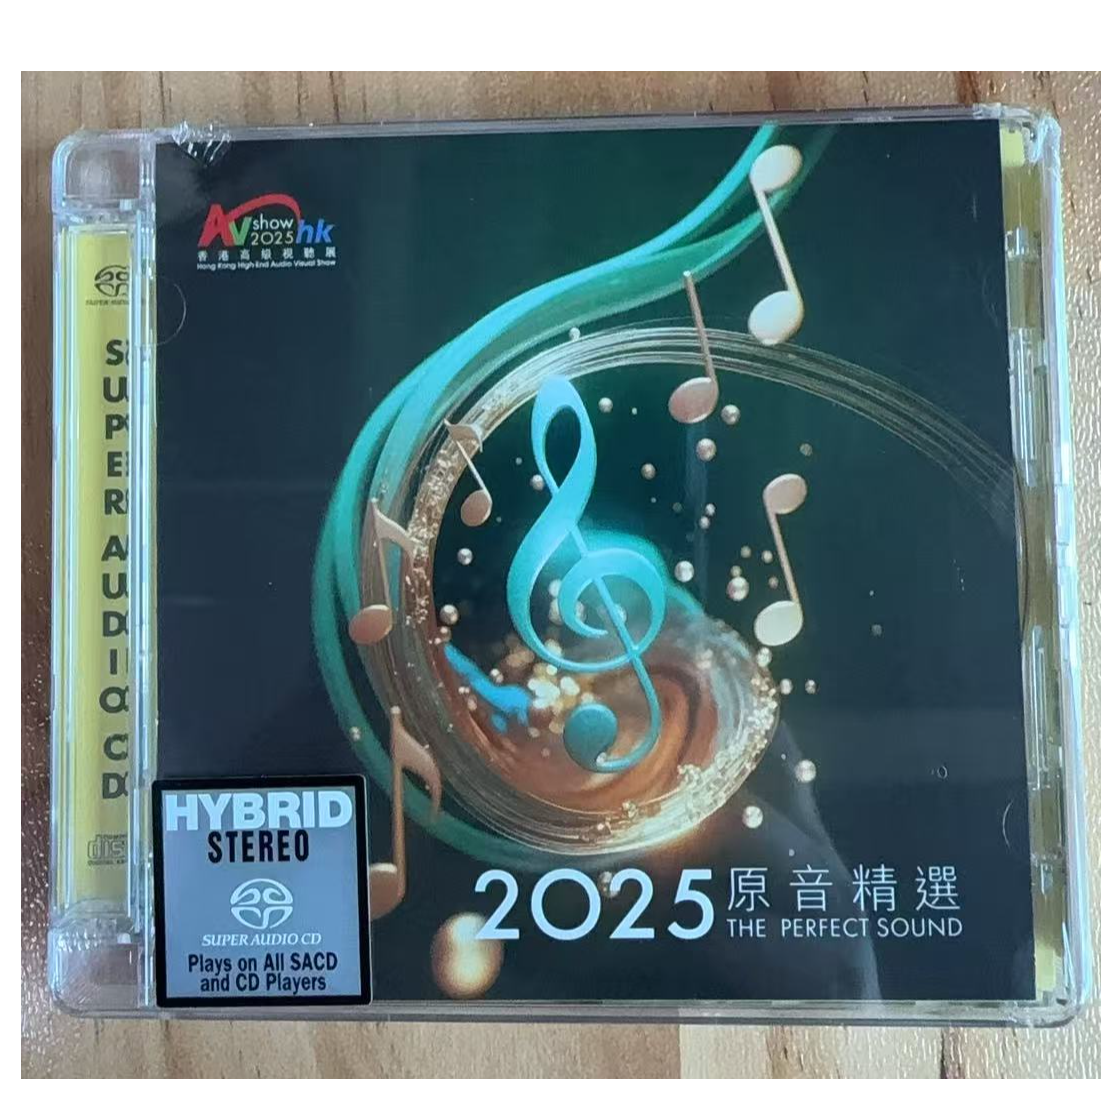 AV show 2025 hk
香港高級視聽展
Hong Kong High-End Audio Visual Show
SUPER AUDIO CD
HYBRID
STEREO
SUPER AUDIO CD
Plays on All SACD
and CD Players
2025 原音精選
THE PERFECT SOUND